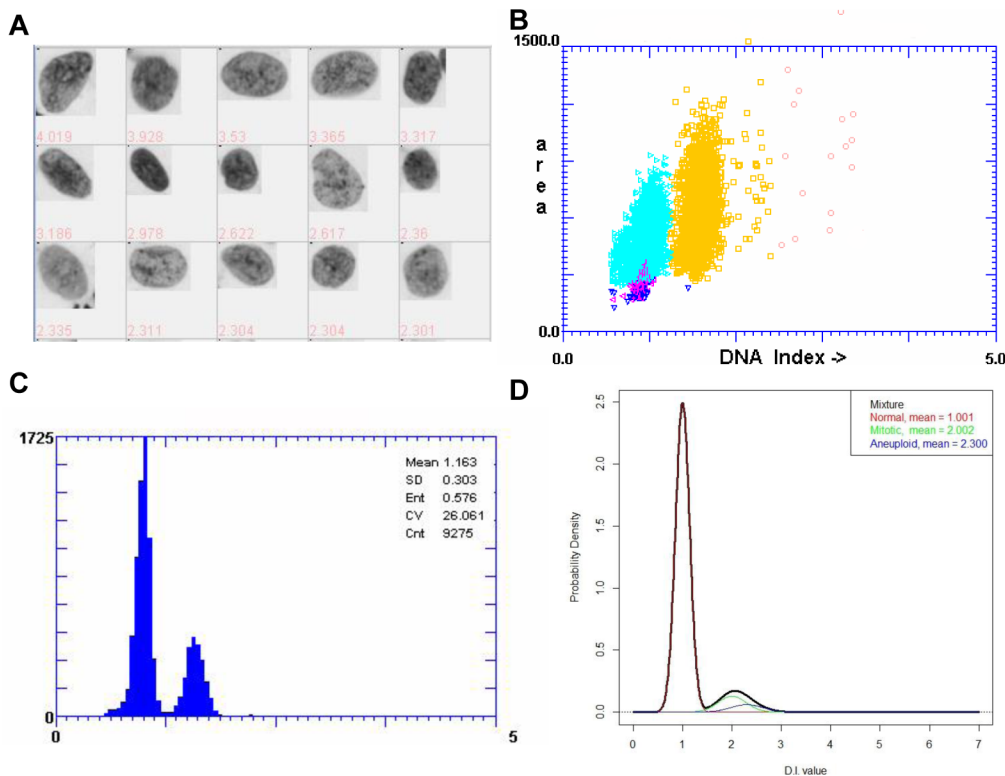 A
4.019 3.928 3.53 3.365 3.317
3.186 2.978 2.622 2.617 2.36
2.335 2.311 2.304 2.304 2.301
B
1500.0
area
0.0
0.0 DNA Index -> 5.0
C
1725
Mean 1.163
SD 0.303
Ent 0.576
CV 26.061
Cnt 9275
0
0 5
D
Mixture
Normal, mean = 1.001
Mitotic, mean = 2.002
Aneuploid, mean = 2.300
Probability Density
2.5
2.0
1.5
1.0
0.5
0.0
0 1 2 3 4 5 6 7
D.I. value